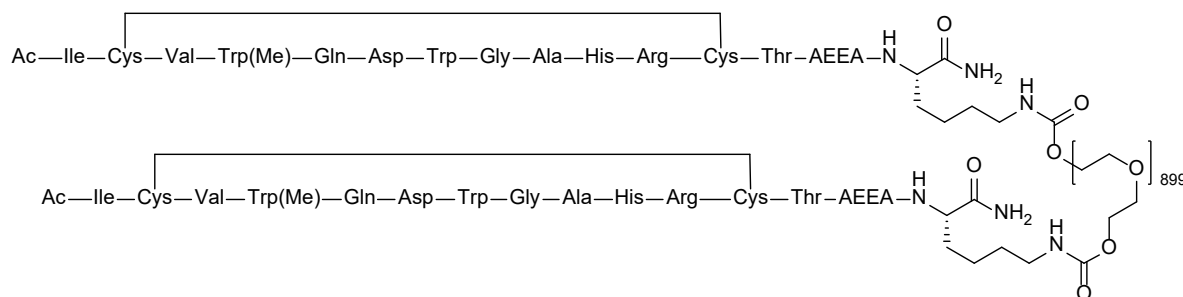 Ac—Ile—Cys—Val—Trp(Me)—Gln—Asp—Trp—Gly—Ala—His—Arg—Cys—Thr—AEEA—N
H
O
NH2
H
N
O
O
O
899
Ac—Ile—Cys—Val—Trp(Me)—Gln—Asp—Trp—Gly—Ala—His—Arg—Cys—Thr—AEEA—N
H
O
NH2
H
N
O
O